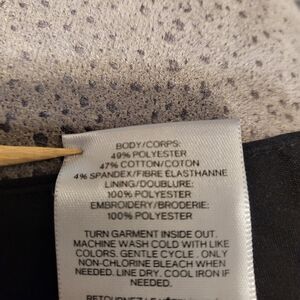 BODY/CORPS:
49% POLYESTER
47% COTTON/COTON
4% SPANDEX/FIBRE ÉLASTHANNE
LINING/DOUBLURE:
100% POLYESTER
EMBROIDERY/BRODERIE:
100% POLYESTER
TURN GARMENT INSIDE OUT.
MACHINE WASH COLD WITH LIKE
COLORS. GENTLE CYCLE . ONLY
NON-CHLORINE BLEACH WHEN
NEEDED. LINE DRY. COOL IRON IF
NEEDED.